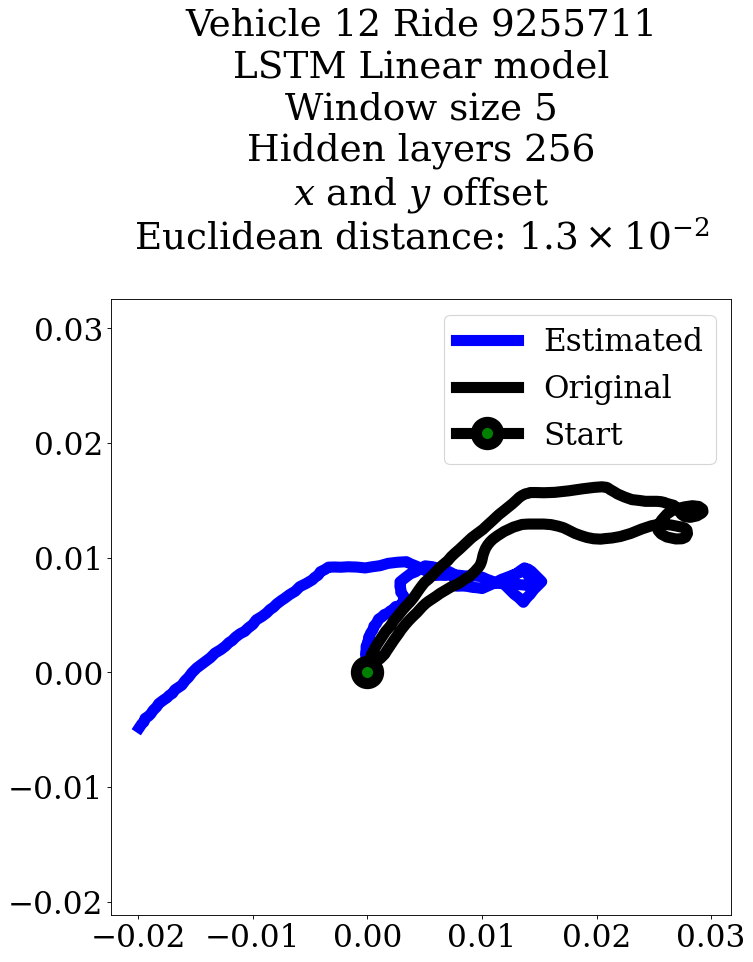 Vehicle 12 Ride 9255711
LSTM Linear model
Window size 5
Hidden layers 256
x and y offset
Euclidean distance: 1.3 × 10⁻²
Estimated
Original
Start
0.03
0.02
0.01
0.00
−0.01
−0.02
−0.02 −0.01 0.00 0.01 0.02 0.03